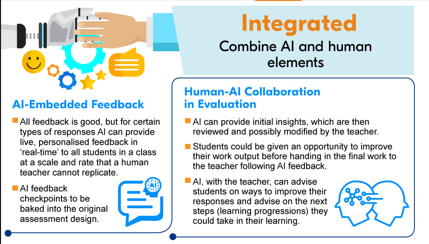 Integrated
Combine AI and human
elements
AI-Embedded Feedback
All feedback is good, but for certain
types of responses AI can provide
live, personalised feedback in
'real-time' to all students in a class
at a scale and rate that a human
teacher cannot replicate.
AI feedback
checkpoints to be
baked into the original
assessment design.
AI
Human-AI Collaboration
in Evaluation
AI can provide initial insights, which are then
reviewed and possibly modified by the teacher.
Students could be given an opportunity to improve
their work output before handing in the final work to
the teacher following AI feedback.
AI, with the teacher, can advise
students on ways to improve their
responses and advise on the next
steps (learning progressions) they
could take in their learning.